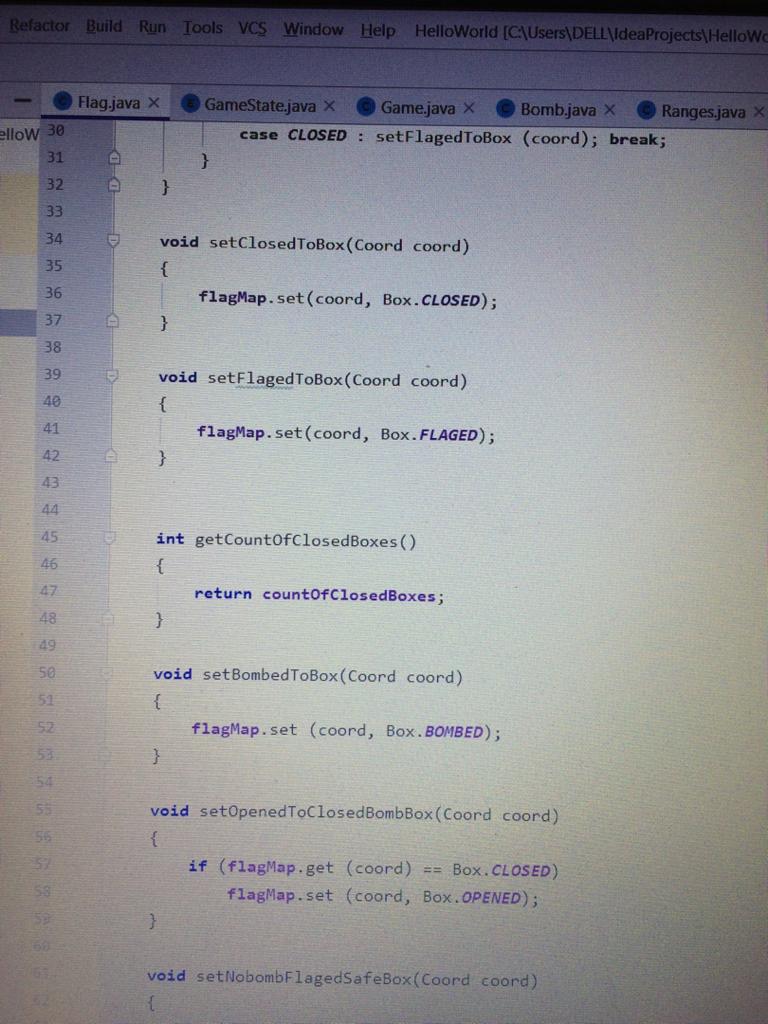 Refactor Build Run Tools VCS Window Help HelloWorld [C:\Users\DELL\IdeaProjects\HelloWo
Flag.java × GameState.java × Game.java × Bomb.java × Ranges.java ×
elloW 30 case CLOSED : setFlagedToBox (coord); break;
31 }
32 }
33
34 void setClosedToBox(Coord coord)
35 {
36 flagMap.set(coord, Box.CLOSED);
37 }
38
39 void setFlagedToBox(Coord coord)
40 {
41 flagMap.set(coord, Box.FLAGED);
42 }
43
44
45 int getCountOfClosedBoxes()
46 {
47 return countOfClosedBoxes;
48 }
49
50 void setBombedToBox(Coord coord)
51 {
52 flagMap.set (coord, Box.BOMBED);
53 }
54
55 void setOpenedToClosedBombBox(Coord coord)
56 {
57 if (flagMap.get (coord) == Box.CLOSED)
58 flagMap.set (coord, Box.OPENED);
59 }
60
61 void setNobombFlagedSafeBox(Coord coord)
62 {